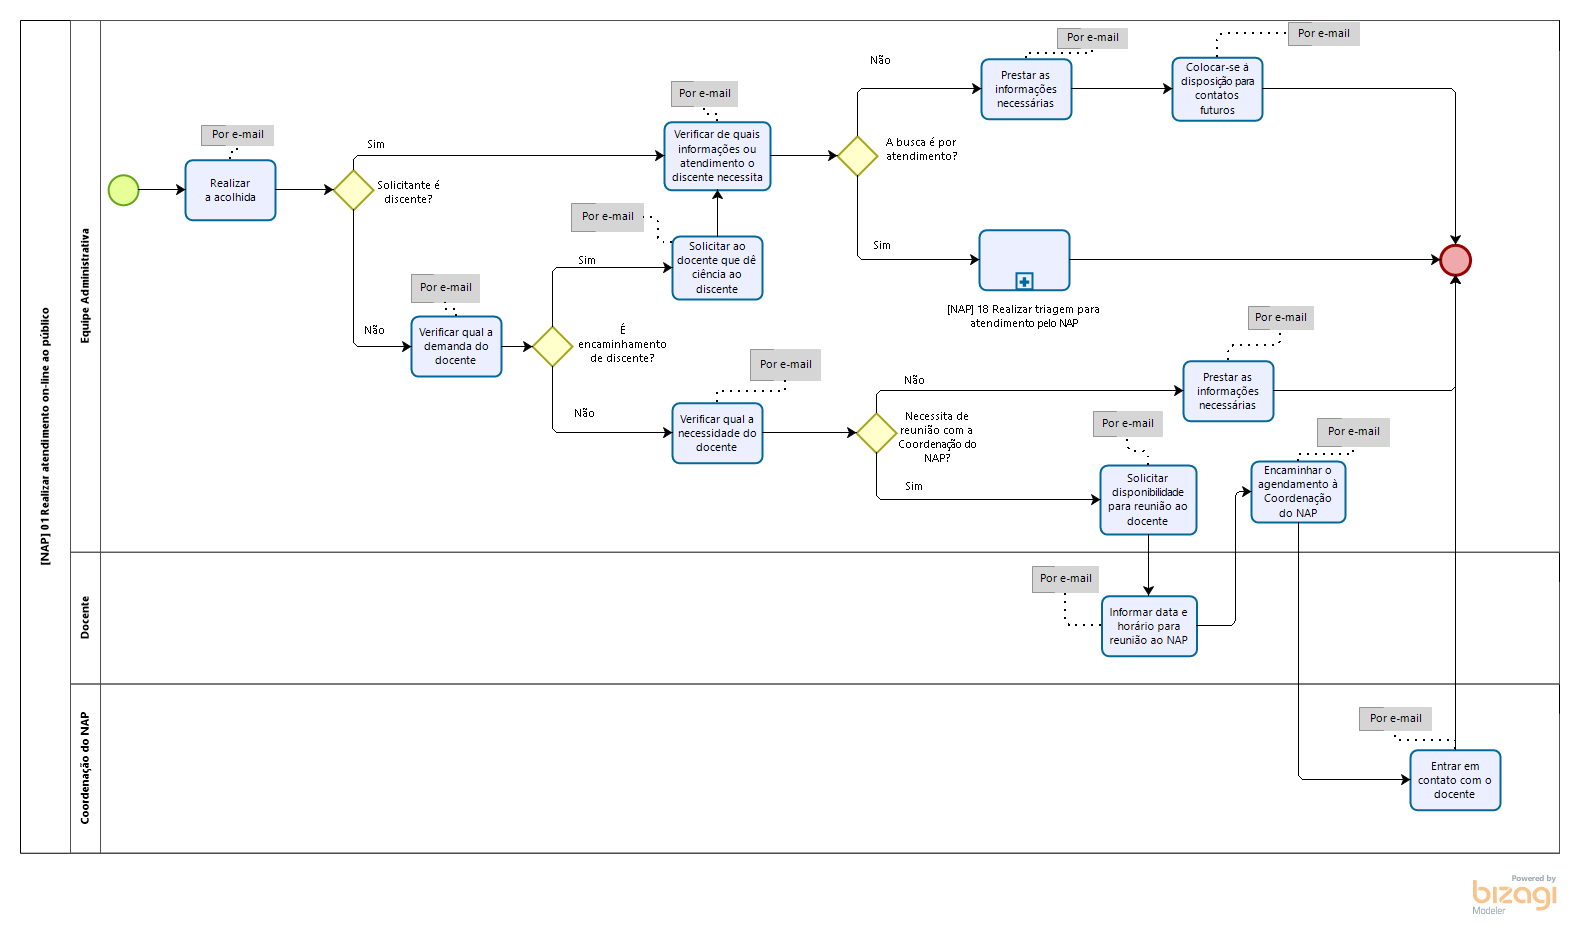 [NAP] 01 Realizar atendimento on-line ao público
Equipe Administrativa
Por e-mail
Realizar
a acolhida
Solicitante é
discente?
Sim
Não
Por e-mail
Verificar de quais
informações ou
atendimento o
discente necessita
A busca é por
atendimento?
Não
Por e-mail
Prestar as
informações
necessárias
Por e-mail
Colocar-se à
disposição para
contatos
futuros
Sim
[NAP] 18 Realizar triagem para
atendimento pelo NAP
Por e-mail
Verificar qual a
demanda do
docente
É
encaminhamento
de discente?
Sim
Por e-mail
Solicitar ao
docente que dê
ciência ao
discente
Não
Por e-mail
Verificar qual a
necessidade do
docente
Necessita de
reunião com a
Coordenação do
NAP?
Não
Por e-mail
Prestar as
informações
necessárias
Sim
Por e-mail
Solicitar
disponibilidade
para reunião ao
docente
Por e-mail
Encaminhar o
agendamento à
Coordenação
do NAP
Docente
Por e-mail
Informar data e
horário para
reunião ao NAP
Coordenação do NAP
Por e-mail
Entrar em
contato com o
docente
Powered by
bizagi
Modeler